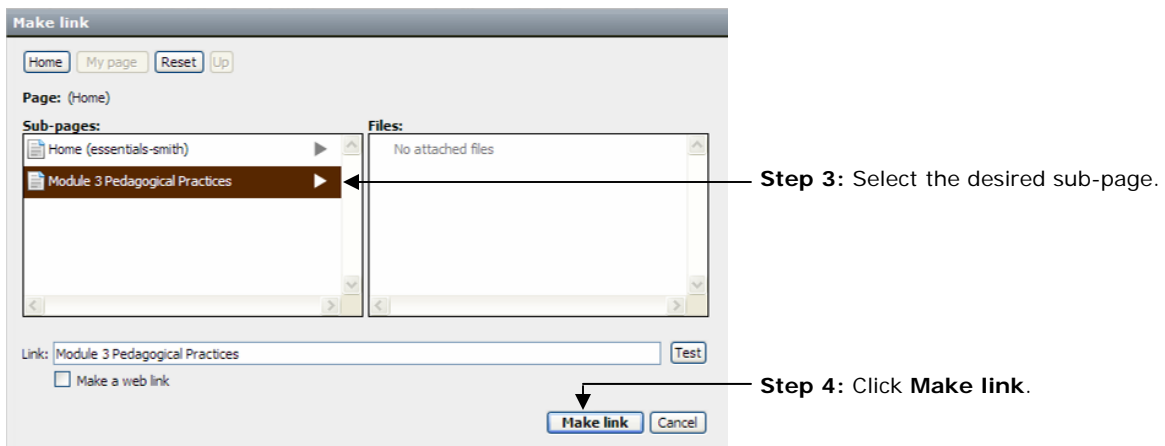 Make link
Home My page Reset Up
Page: (Home)
Sub-pages: Files:
Home (essentials-smith) No attached files
Module 3 Pedagogical Practices Step 3: Select the desired sub-page.
Link: Module 3 Pedagogical Practices Test
Make a web link
Step 4: Click Make link.
Make link Cancel